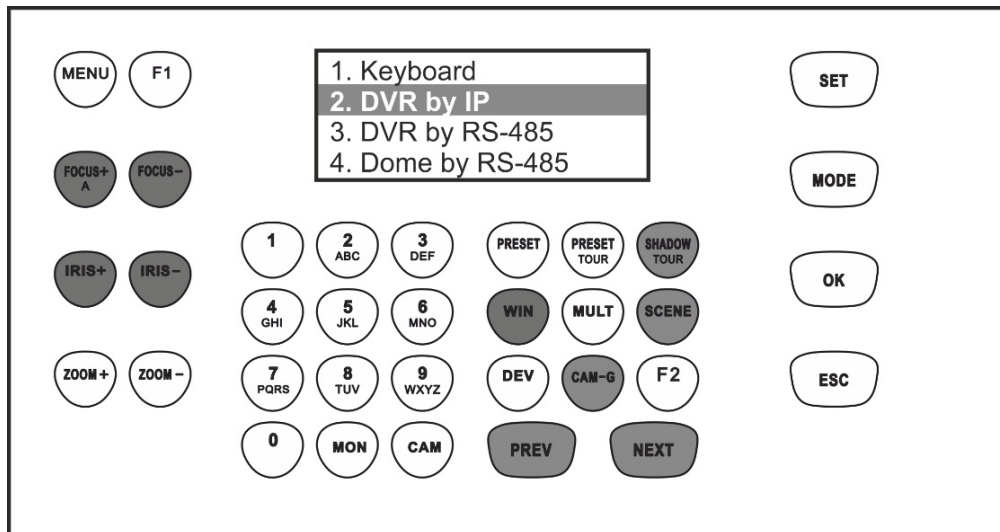 MENU
F1
1. Keyboard
2. DVR by IP
3. DVR by RS-485
4. Dome by RS-485
SET
FOCUS+
A
FOCUS-
MODE
1
2
ABC
3
DEF
PRESET
PRESET
TOUR
SHADOW
TOUR
IRIS+
IRIS-
OK
4
GHI
5
JKL
6
MNO
WIN
MULT
SCENE
ZOOM+
ZOOM-
7
PQRS
8
TUV
9
WXYZ
DEV
CAM-G
F2
ESC
0
MON
CAM
PREV
NEXT